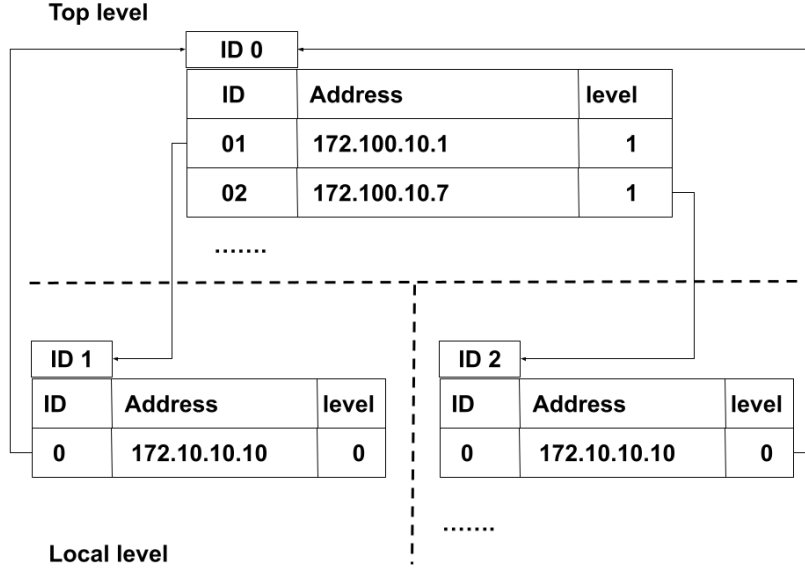 Top level
ID 0
ID Address level
01 172.100.10.1 1
02 172.100.10.7 1
.......
ID 1
ID Address level
0 172.10.10.10 0
ID 2
ID Address level
0 172.10.10.10 0
.......
Local level